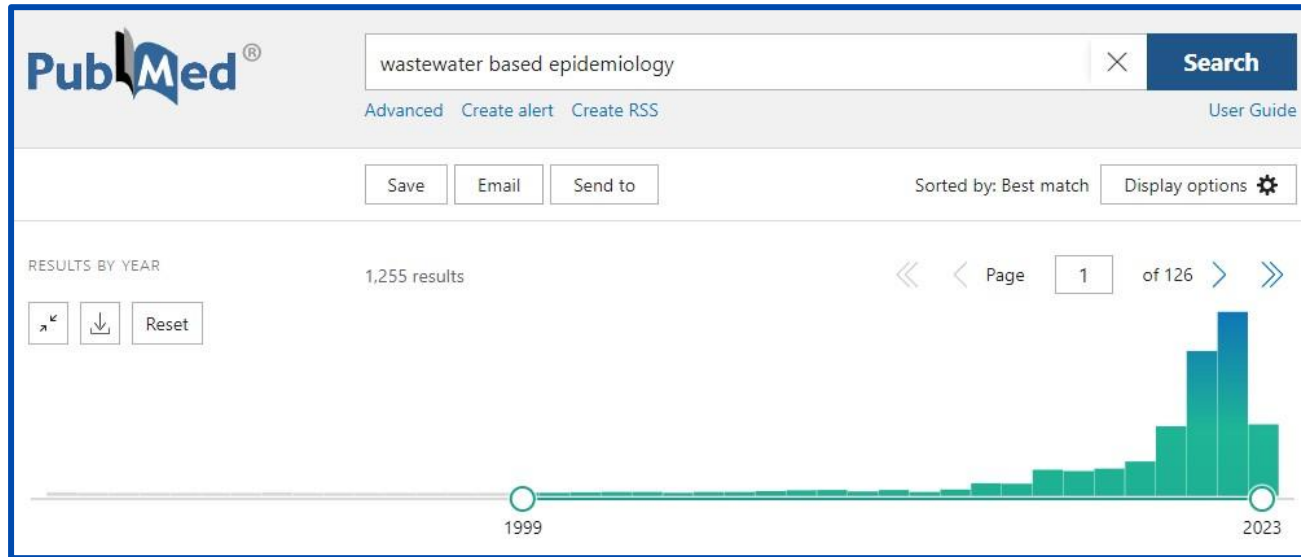 PubMed®
wastewater based epidemiology
Search
Advanced Create alert Create RSS
User Guide
Save Email Send to
Sorted by: Best match Display options
RESULTS BY YEAR
1,255 results
Page 1 of 126
Reset
1999
2023